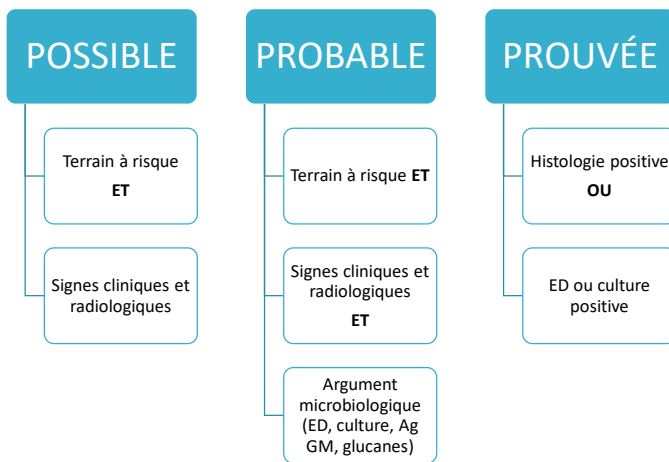 POSSIBLE
Terrain à risque
ET
Signes cliniques et
radiologiques
PROBABLE
Terrain à risque ET
Signes cliniques et
radiologiques
ET
Argument
microbiologique
(ED, culture, Ag
GM, glucanes)
PROUVÉE
Histologie positive
OU
ED ou culture
positive